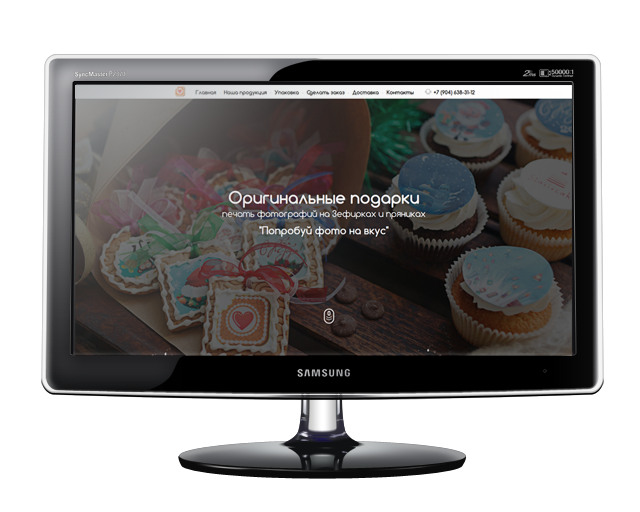 SyncMaster
2ms
50000:1
Главная Наша продукция Упаковка Сделать заказ Доставка Контакты +7 (904) 638-31-12
Оригинальные подарки
печать фотографий на зефирках и пряниках
"Попробуй фото на вкус"
SAMSUNG